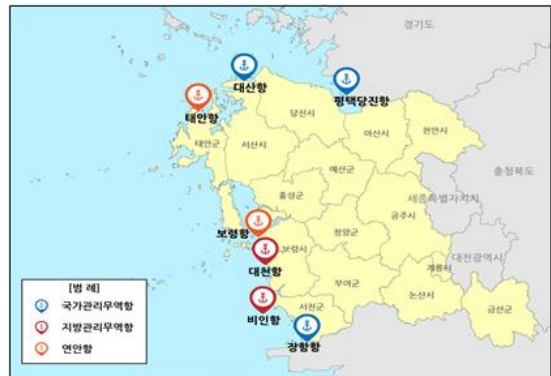 경기도
대산항
평택당진항
태안항
당진시
아산시
천안시
태안군
서산시
예산군
충청북도
홍성군
세종특별자치시
공주시
보령항
청양군
보령시
대전광역시
대천항
계룡시
부여군
논산시
금산군
비인항
서천군
장항항
[범 례]
국가관리무역항
지방관리무역항
연안항